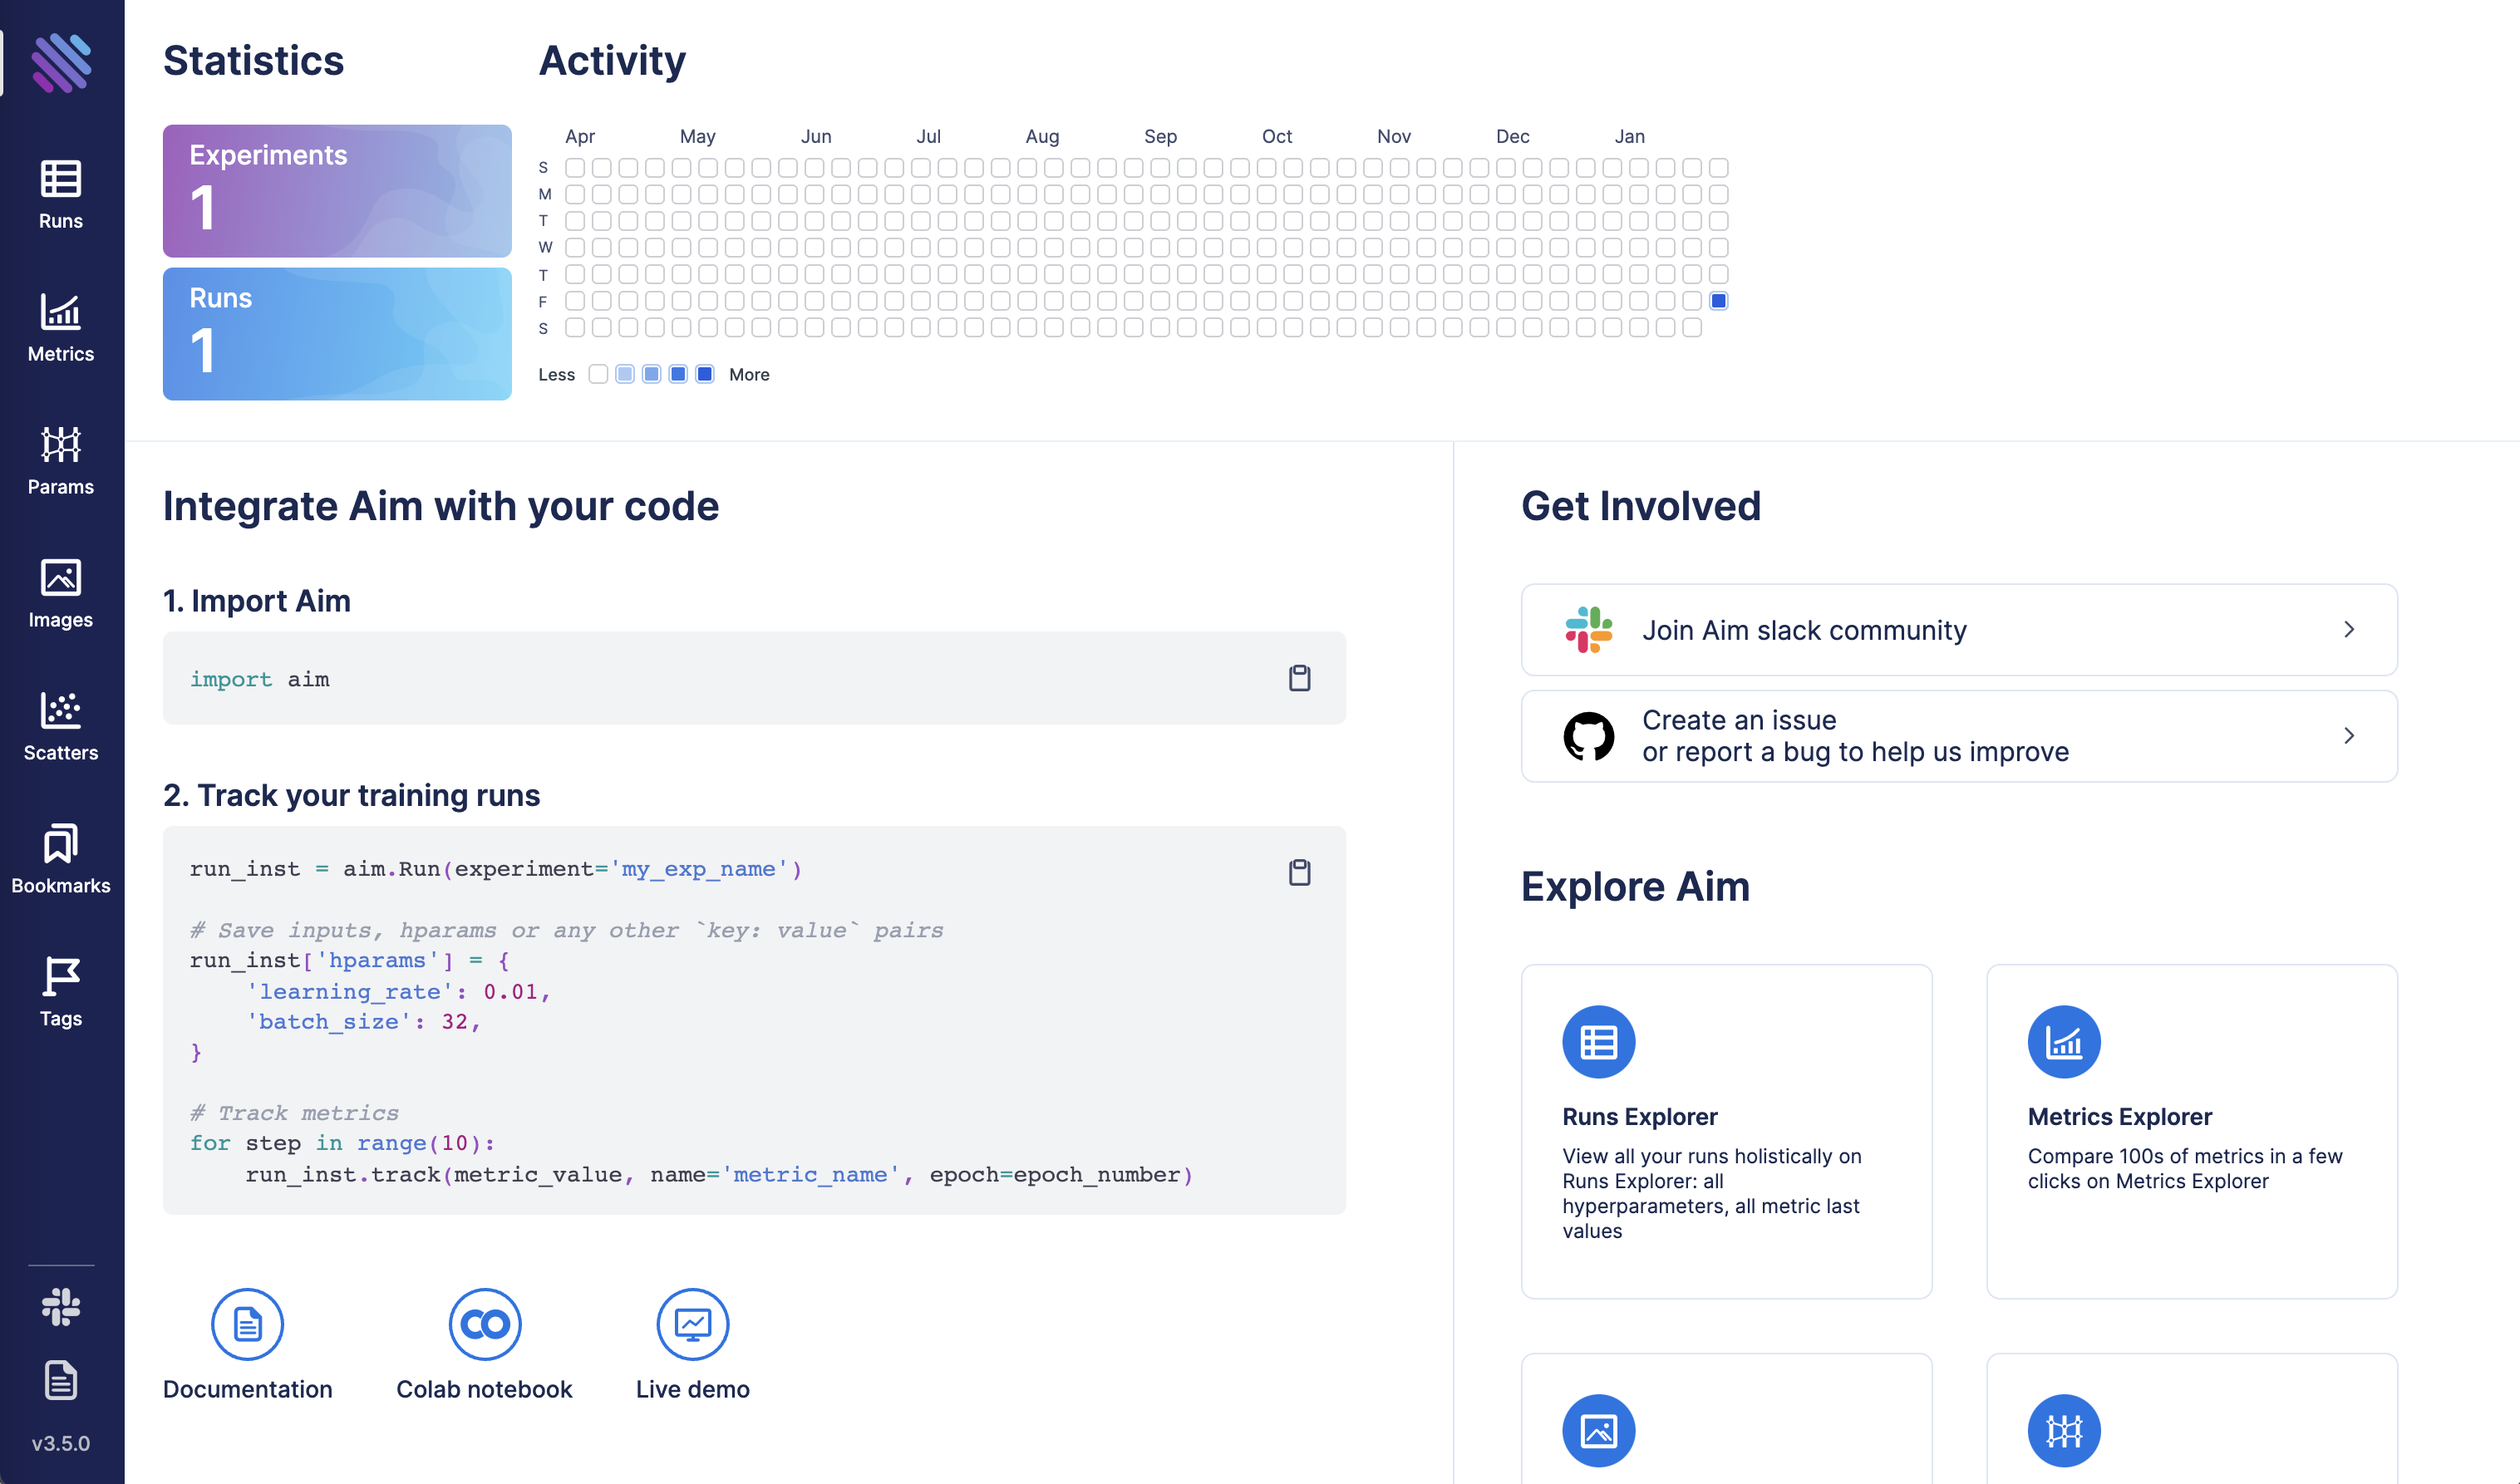 Statistics
Activity
Experiments
1
Runs
1
Apr May Jun Jul Aug Sep Oct Nov Dec Jan
S
M
T
W
T
F
S
Less More
Runs
Metrics
Params
Images
Scatters
Bookmarks
Tags
v3.5.0
Integrate Aim with your code
1. Import Aim
import aim
2. Track your training runs
run_inst = aim.Run(experiment='my_exp_name')
# Save inputs, hparams or any other `key: value` pairs
run_inst['hparams'] = {
    'learning_rate': 0.01,
    'batch_size': 32,
}
# Track metrics
for step in range(10):
    run_inst.track(metric_value, name='metric_name', epoch=epoch_number)
Documentation
Colab notebook
Live demo
Get Involved
Join Aim slack community
Create an issue
or report a bug to help us improve
Explore Aim
Runs Explorer
View all your runs holistically on
Runs Explorer: all
hyperparameters, all metric last
values
Metrics Explorer
Compare 100s of metrics in a few
clicks on Metrics Explorer